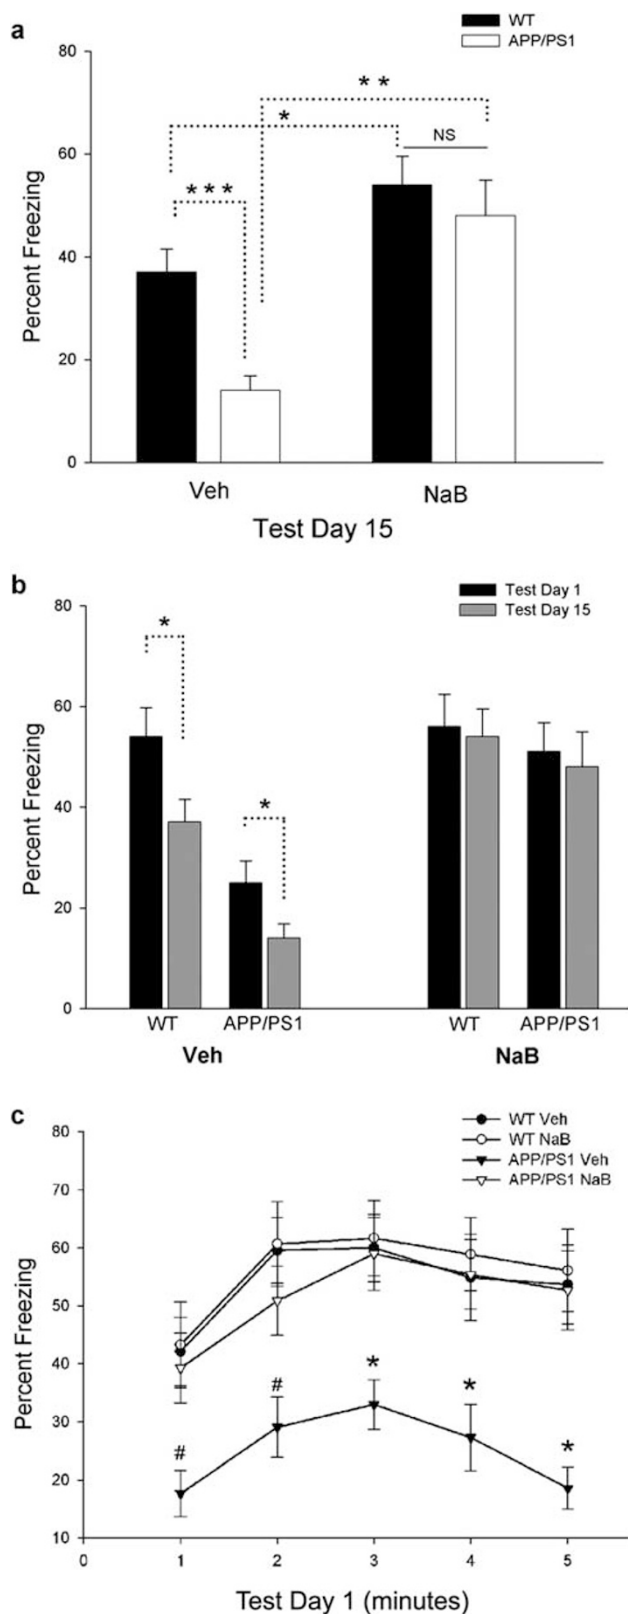 a
WT
APP/PS1
80
60
40
20
0
Percent Freezing
* *
*
NS
* * *
Veh
NaB
Test Day 15
b
Test Day 1
Test Day 15
80
60
40
20
0
Percent Freezing
*
*
WT
APP/PS1
WT
APP/PS1
Veh
NaB
c
WT Veh
WT NaB
APP/PS1 Veh
APP/PS1 NaB
80
70
60
50
40
30
20
10
Percent Freezing
#
#
*
*
*
0
1
2
3
4
5
Test Day 1 (minutes)